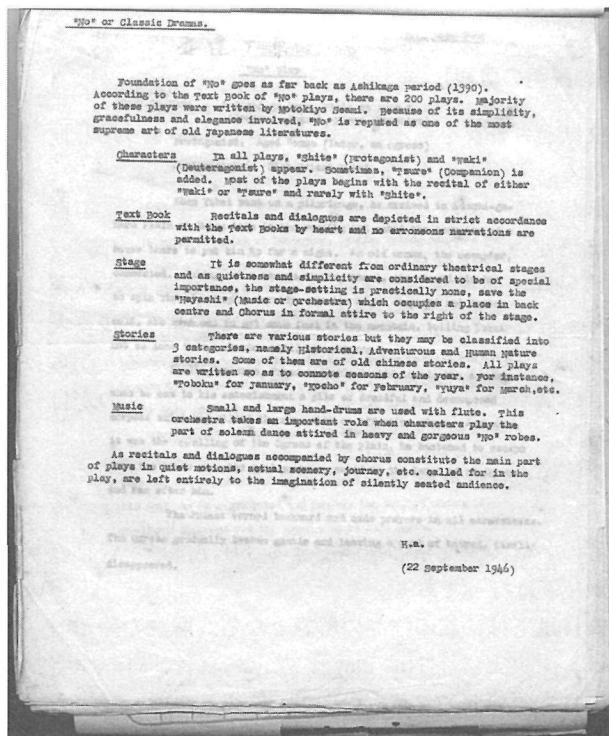 "No" or Classic Dramas.
Foundation of "No" goes as far back as Ashikaga period (1390).
According to the Text Book of "No" plays, there are 200 plays. Majority
of these plays were written by Motokiyo Seami. Because of its simplicity,
gracefulness and elegance involved, "No" is reputed as one of the most
supreme art of old Japanese literatures.
Characters In all plays, "Shite" (Protagonist) and "Waki"
(Deuteragonist) appear. Sometimes, "Tsure" (Companion) is
added. Most of the plays begins with the recital of either
"Waki" or "Tsure" and rarely with "Shite".
Text Book Recitals and dialogues are depicted in strict accordance
with the Text Books by heart and no erroneous narrations are
permitted.
Stage It is somewhat different from ordinary theatrical stages
and as quietness and simplicity are considered to be of special
importance, the stage-setting is practically none, save the
"Hayashi" (Music or Orchestra) which occupies a place in back
centre and Chorus in formal attire to the right of the stage.
Stories There are various stories but they may be classified into
3 categories, namely Historical, Adventurous and Human Nature
stories. Some of them are of old Chinese stories. All plays
are written so as to connote seasons of the year. For instance,
"Toboku" for January, "Kocho" for February, "Yuya" for March, etc.
Music Small and large hand-drums are used with flute. This
orchestra takes an important role when characters play the
part of solemn dance attired in heavy and gorgeous "No" robes.
As recitals and dialogues accompanied by chorus constitute the main part
of plays in quiet motions, actual scenery, journey, etc. called for in the
play, are left entirely to the imagination of silently seated audience.
H.a.
(22 September 1946)